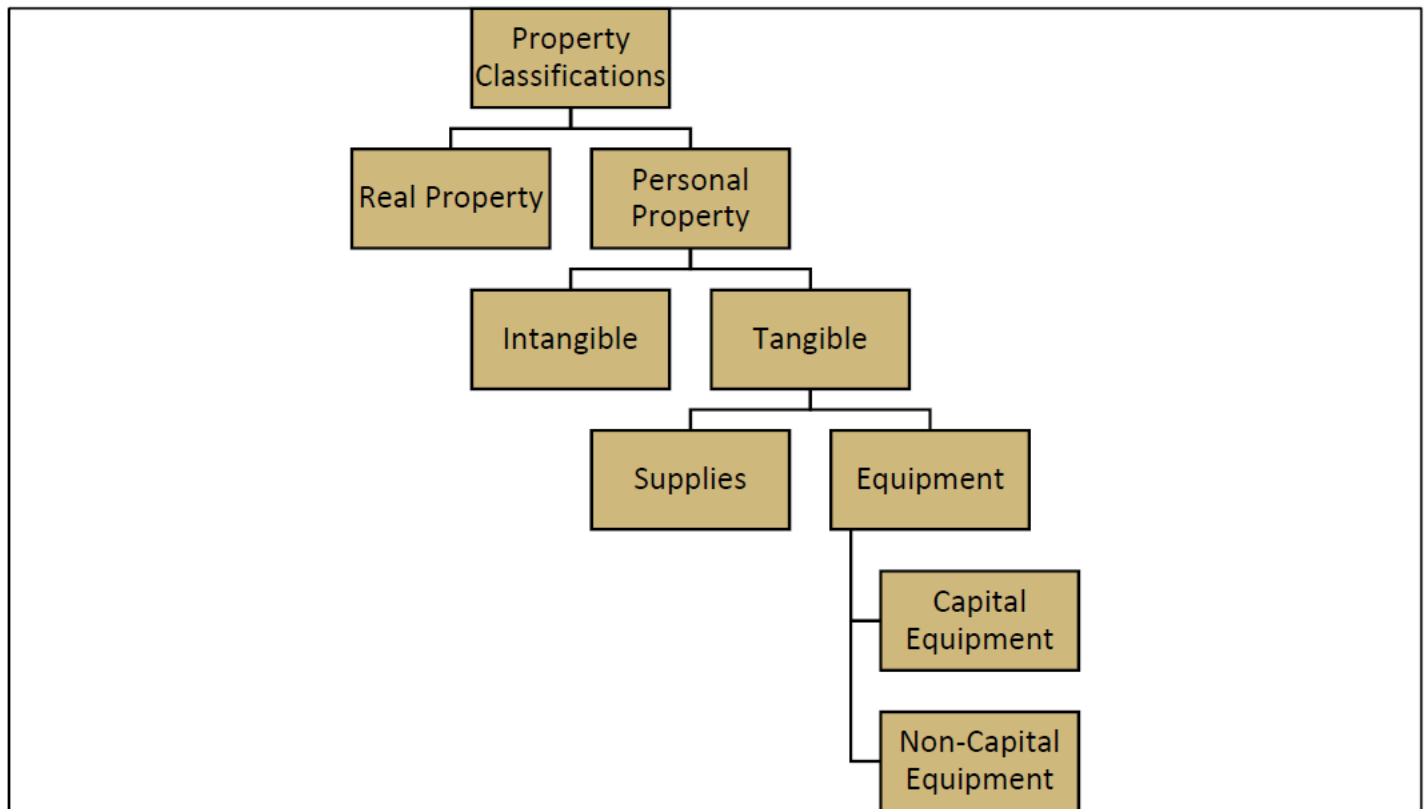 Property
Classifications
Real Property
Personal
Property
Intangible
Tangible
Supplies
Equipment
Capital
Equipment
Non-Capital
Equipment